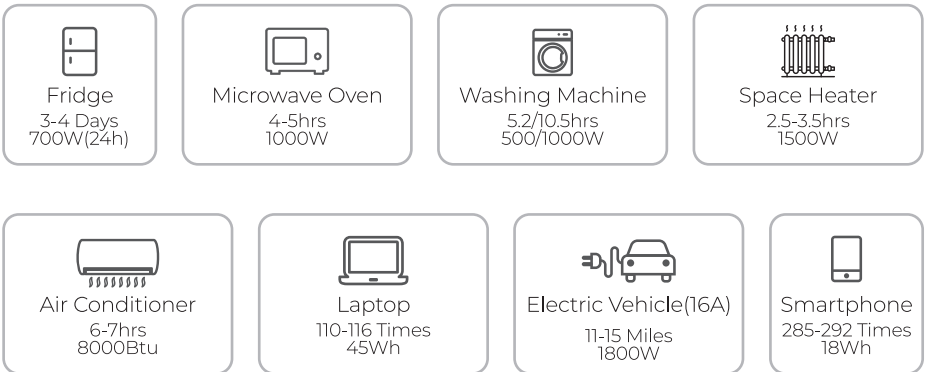 Fridge
3-4 Days
700W(24h)
Microwave Oven
4-5hrs
1000W
Washing Machine
5.2/10.5hrs
500/1000W
Space Heater
2.5-3.5hrs
1500W
Air Conditioner
6-7hrs
8000Btu
Laptop
110-116 Times
45Wh
Electric Vehicle(16A)
11-15 Miles
1800W
Smartphone
285-292 Times
18Wh